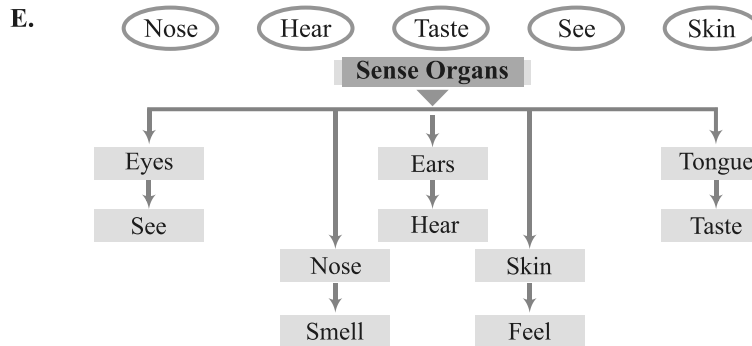 E. Nose Hear Taste See Skin
Sense Organs
Eyes Ears Tongue
See Hear Taste
Nose Skin
Smell Feel